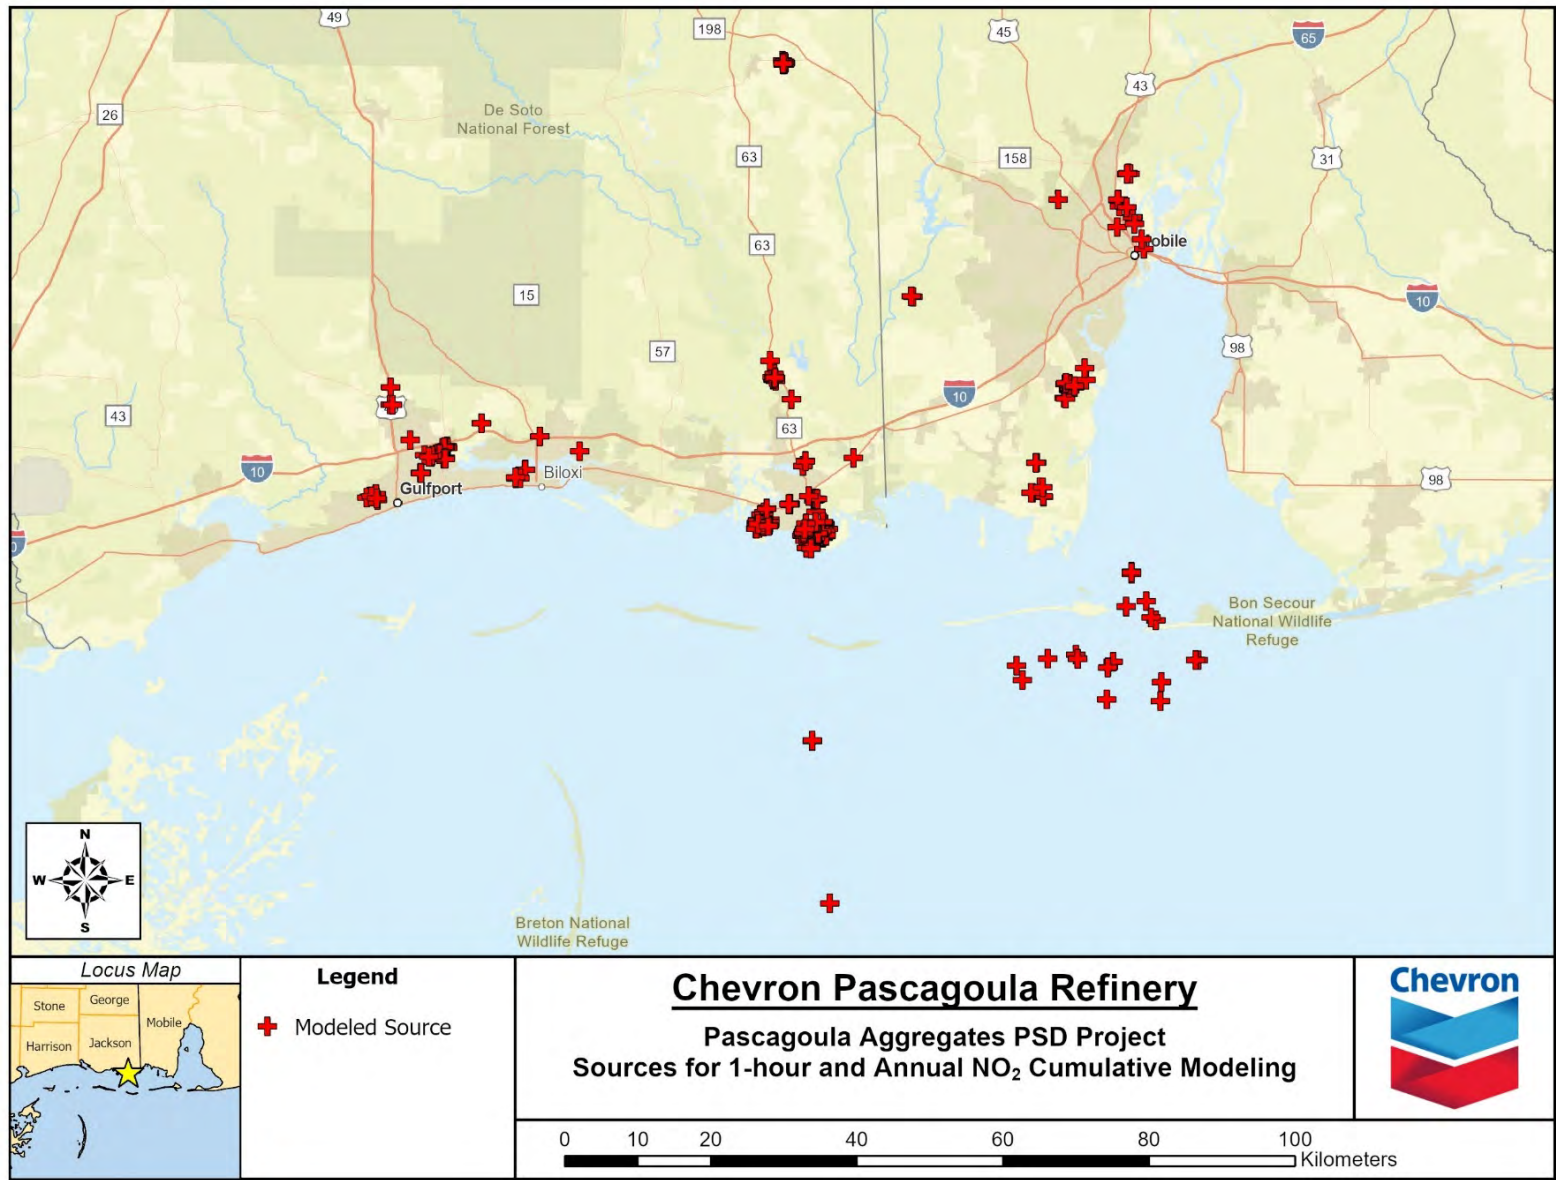 49
198
45
65
43
26
De Soto
National Forest
63
158
31
63
obile
15
10
57
98
10
43
63
10
Biloxi
98
Gulfport
Bon Secour
National Wildlife
Refuge
N
W E
S
Breton National
Wildlife Refuge
Locus Map
Stone
George
Mobile
Harrison
Jackson
Legend
Modeled Source
Chevron Pascagoula Refinery
Pascagoula Aggregates PSD Project
Sources for 1-hour and Annual NO₂ Cumulative Modeling
0 10 20 40 60 80 100
Kilometers
Chevron